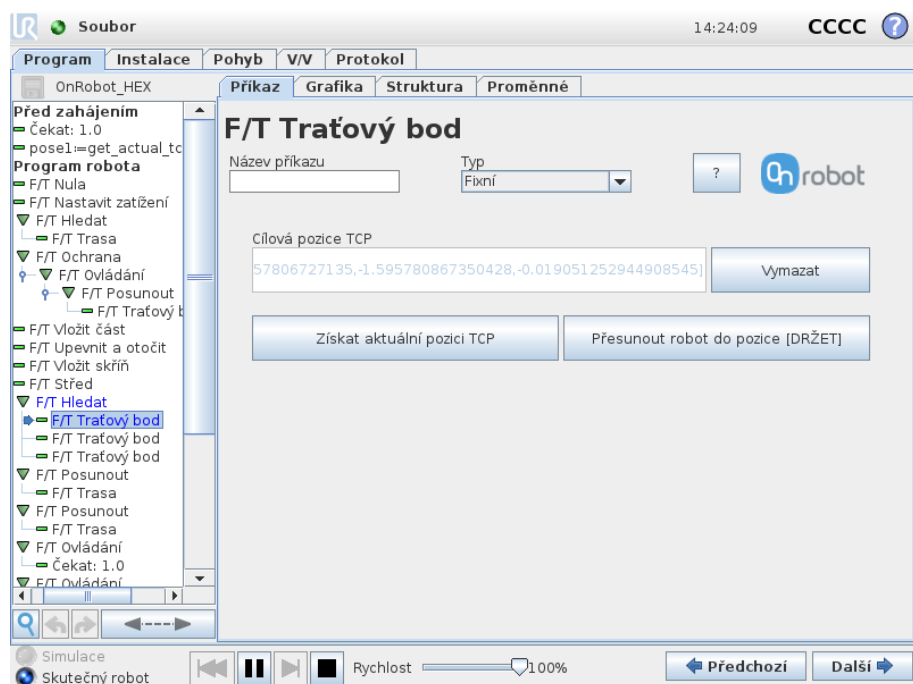 Soubor 14:24:09 CCCC ?
Program Instalace Pohyb V/V Protokol
OnRobot_HEX
Příkaz Grafika Struktura Proměnné
Před zahájením
Čekat: 1.0
pose1:=get_actual_tc
Program robota
F/T Nula
F/T Nastavit zatížení
F/T Hledat
F/T Trasa
F/T Ochrana
F/T Ovládání
F/T Posunout
F/T Traťový b
F/T Vložit část
F/T Upevnit a otočit
F/T Vložit skříň
F/T Střed
F/T Hledat
F/T Traťový bod
F/T Traťový bod
F/T Traťový bod
F/T Posunout
F/T Trasa
F/T Posunout
F/T Trasa
F/T Ovládání
Čekat: 1.0
F/T Ovládání
F/T Traťový bod
Název příkazu Typ
Fixní
?
OnRobot
Cílová pozice TCP
57806727135,-1.595780867350428,-0.019051252944908545]
Vymazat
Získat aktuální pozici TCP
Přesunout robot do pozice [DRŽET]
Simulace
Skutečný robot
Rychlost 100%
Předchozí
Další